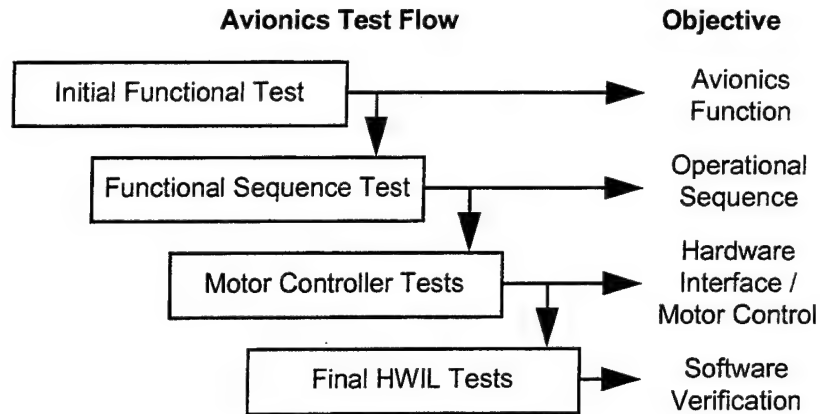 Avionics Test Flow
Objective
Initial Functional Test
Avionics
Function
Functional Sequence Test
Operational
Sequence
Motor Controller Tests
Hardware
Interface /
Motor Control
Final HWIL Tests
Software
Verification